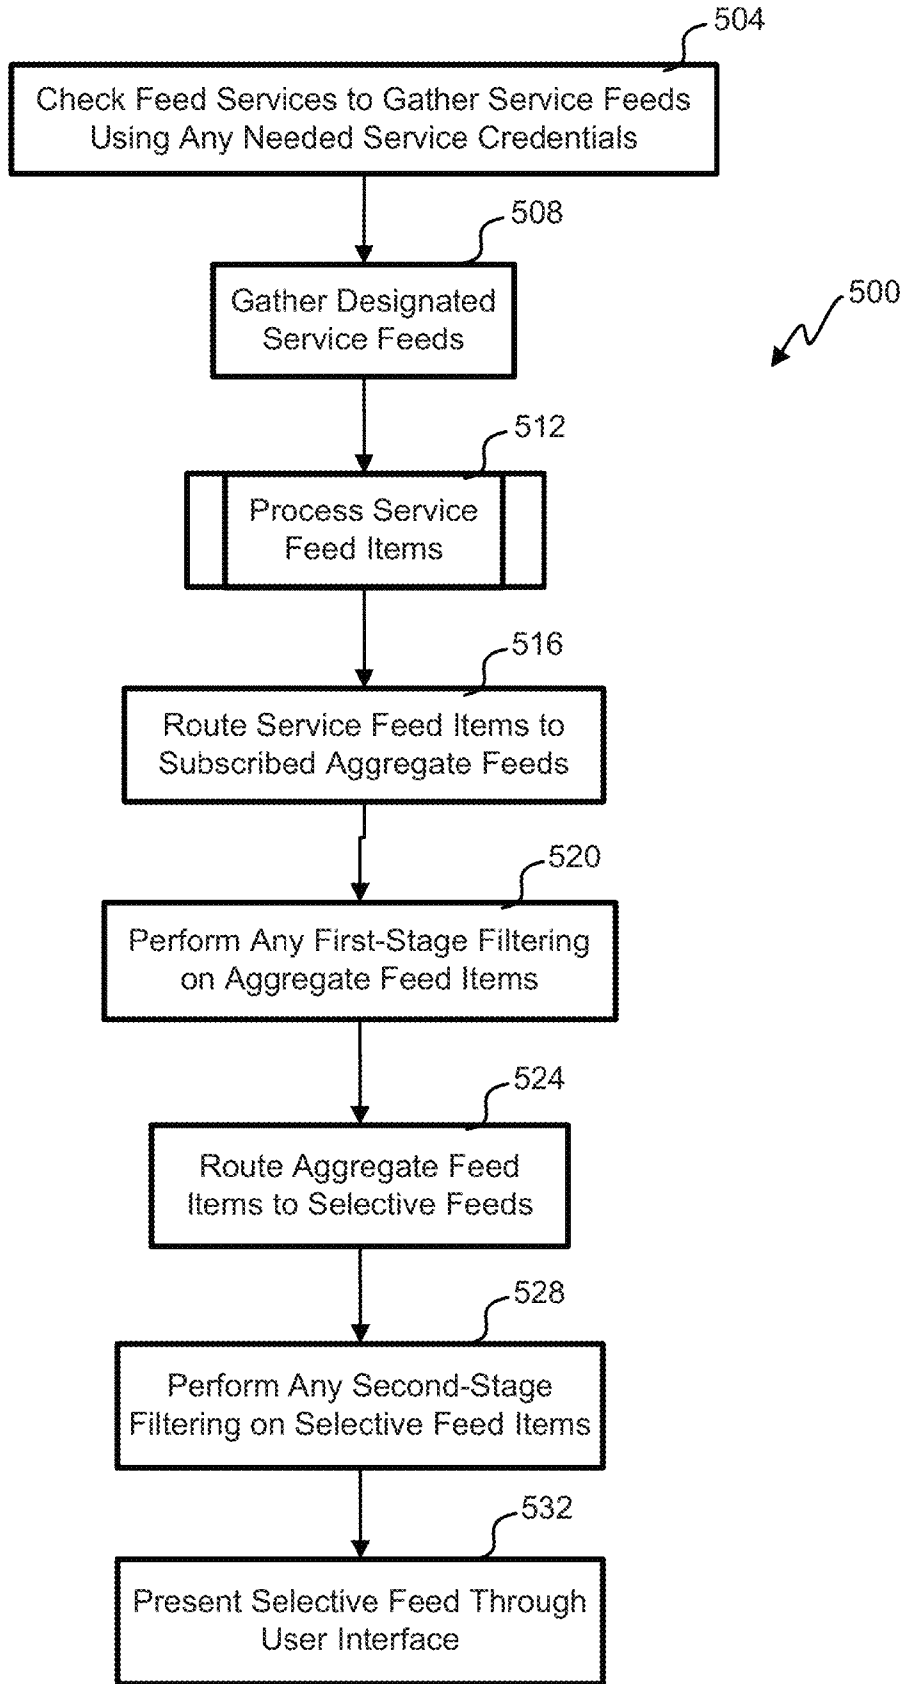 504
Check Feed Services to Gather Service Feeds
Using Any Needed Service Credentials
508
Gather Designated
Service Feeds
500
512
Process Service
Feed Items
516
Route Service Feed Items to
Subscribed Aggregate Feeds
520
Perform Any First-Stage Filtering
on Aggregate Feed Items
524
Route Aggregate Feed
Items to Selective Feeds
528
Perform Any Second-Stage
Filtering on Selective Feed Items
532
Present Selective Feed Through
User Interface